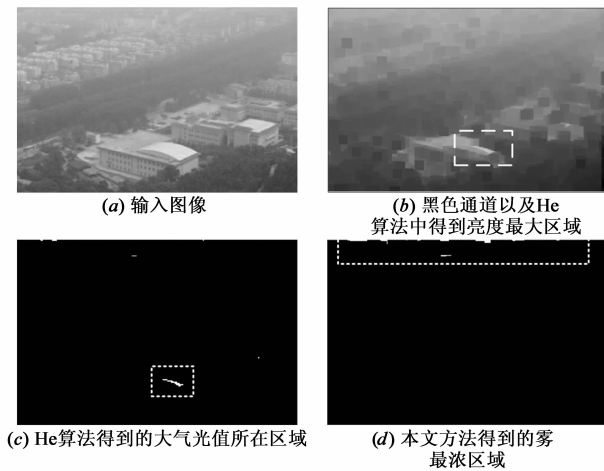 (a) 输入图像
(b) 黑色通道以及He
算法中得到亮度最大区域
(c) He算法得到的大气光值所在区域
(d) 本文方法得到的雾
最浓区域